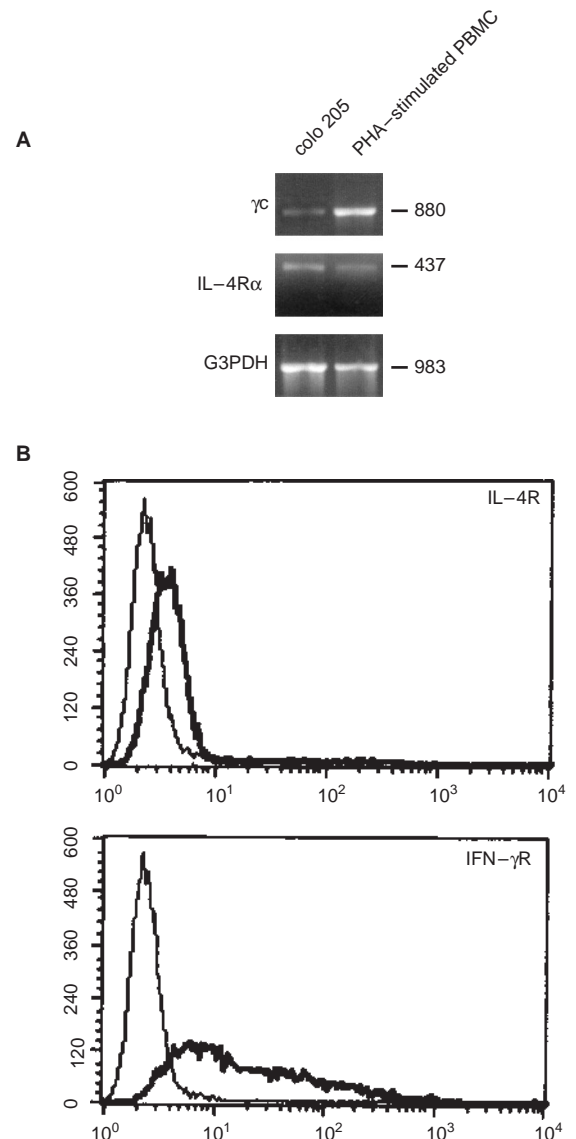 A
colo 205
PHA–stimulated PBMC
γc
– 880
IL–4Rα
– 437
G3PDH
– 983
B
600
480
360
240
120
0
IL–4R
10⁰
10¹
10²
10³
10⁴
600
480
360
240
120
0
IFN–γR
10⁰
10¹
10²
10³
10⁴